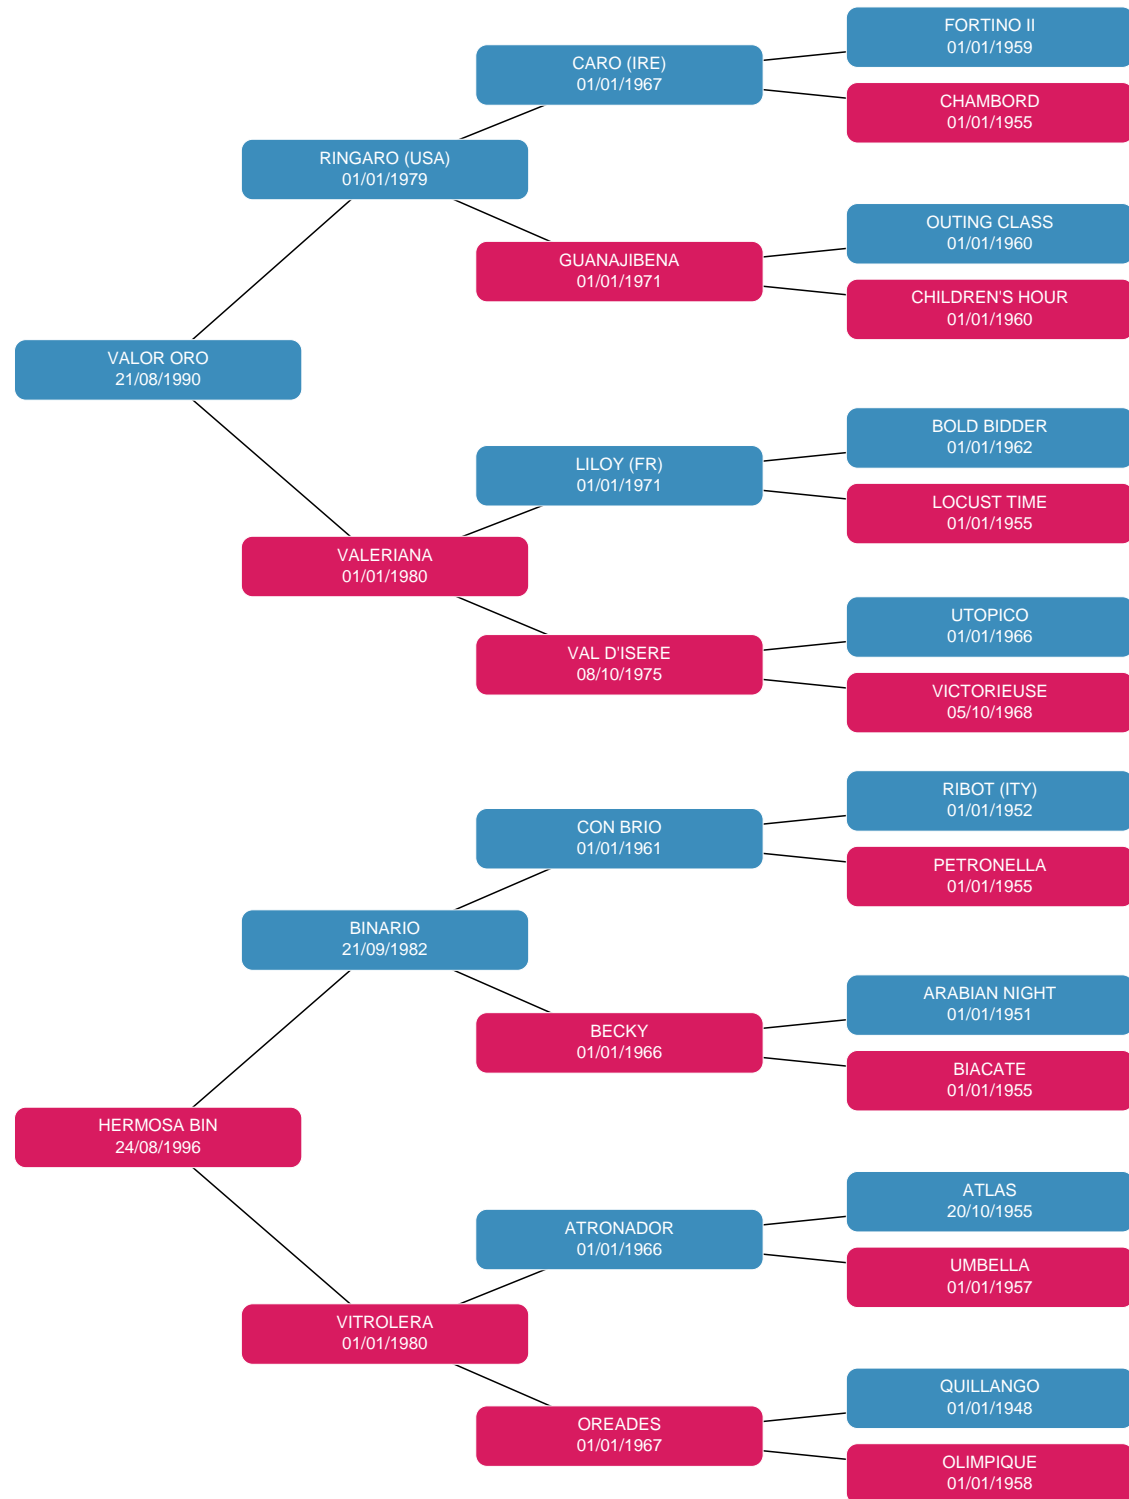 FORTINO II
01/01/1959
CARO (IRE)
01/01/1967
CHAMBORD
01/01/1955
RINGARO (USA)
01/01/1979
OUTING CLASS
01/01/1960
GUANAJIBENA
01/01/1971
CHILDREN'S HOUR
01/01/1960
VALOR ORO
21/08/1990
BOLD BIDDER
01/01/1962
LILOY (FR)
01/01/1971
LOCUST TIME
01/01/1955
VALERIANA
01/01/1980
UTOPICO
01/01/1966
VAL D'ISERE
08/10/1975
VICTORIEUSE
05/10/1968
RIBOT (ITY)
01/01/1952
CON BRIO
01/01/1961
PETRONELLA
01/01/1955
BINARIO
21/09/1982
ARABIAN NIGHT
01/01/1951
BECKY
01/01/1966
BIACATE
01/01/1955
HERMOSA BIN
24/08/1996
ATLAS
20/10/1955
ATRONADOR
01/01/1966
UMBELLA
01/01/1957
VITROLERA
01/01/1980
QUILLANGO
01/01/1948
OREADES
01/01/1967
OLIMPIQUE
01/01/1958